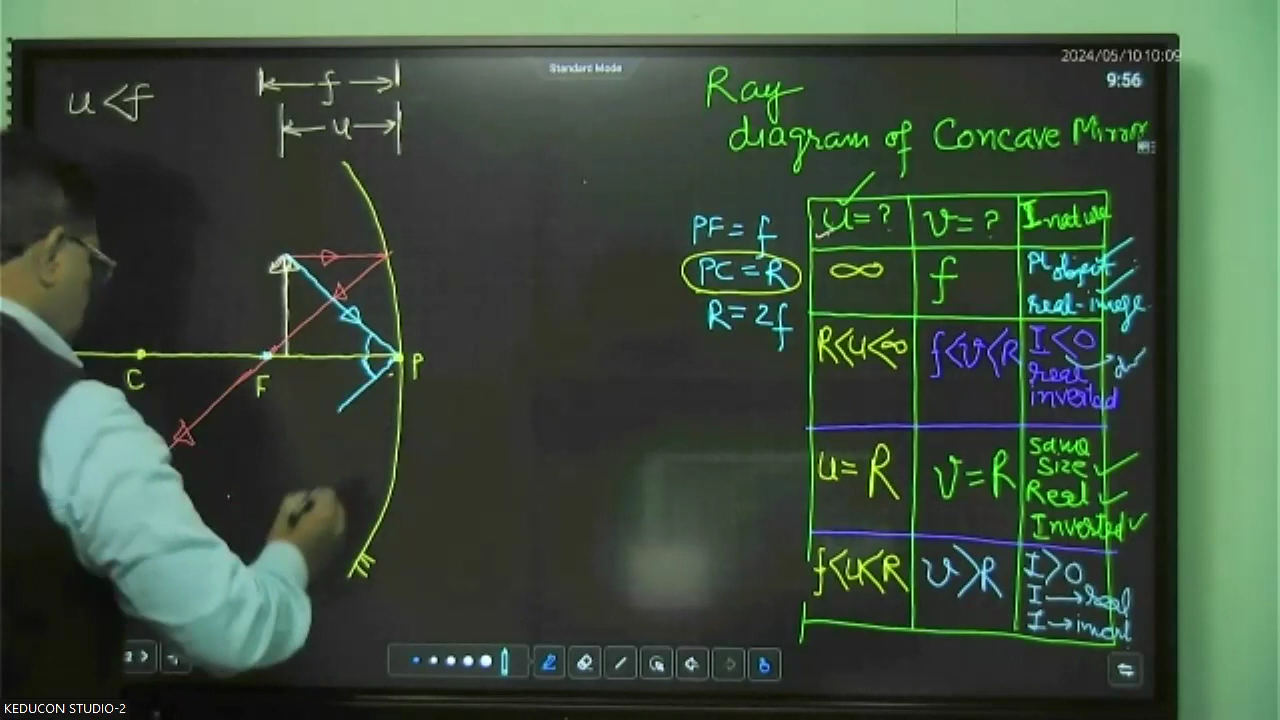 2024/05/10 10:09
Standard Mode
9:56
u < f
f
u
Ray
diagram of Concave Mirror
PF = f
PC = R
R = 2f
u = ?
v = ?
I nature
∞
f
Pt object
real-image
R<u<∞
f<v<R
I<O
real
inverted
u = R
v = R
Same
Size
Real
Inverted
f<u<R
v>R
I>O
I→real
I→invert
C
F
P
KEDUCON STUDIO-2